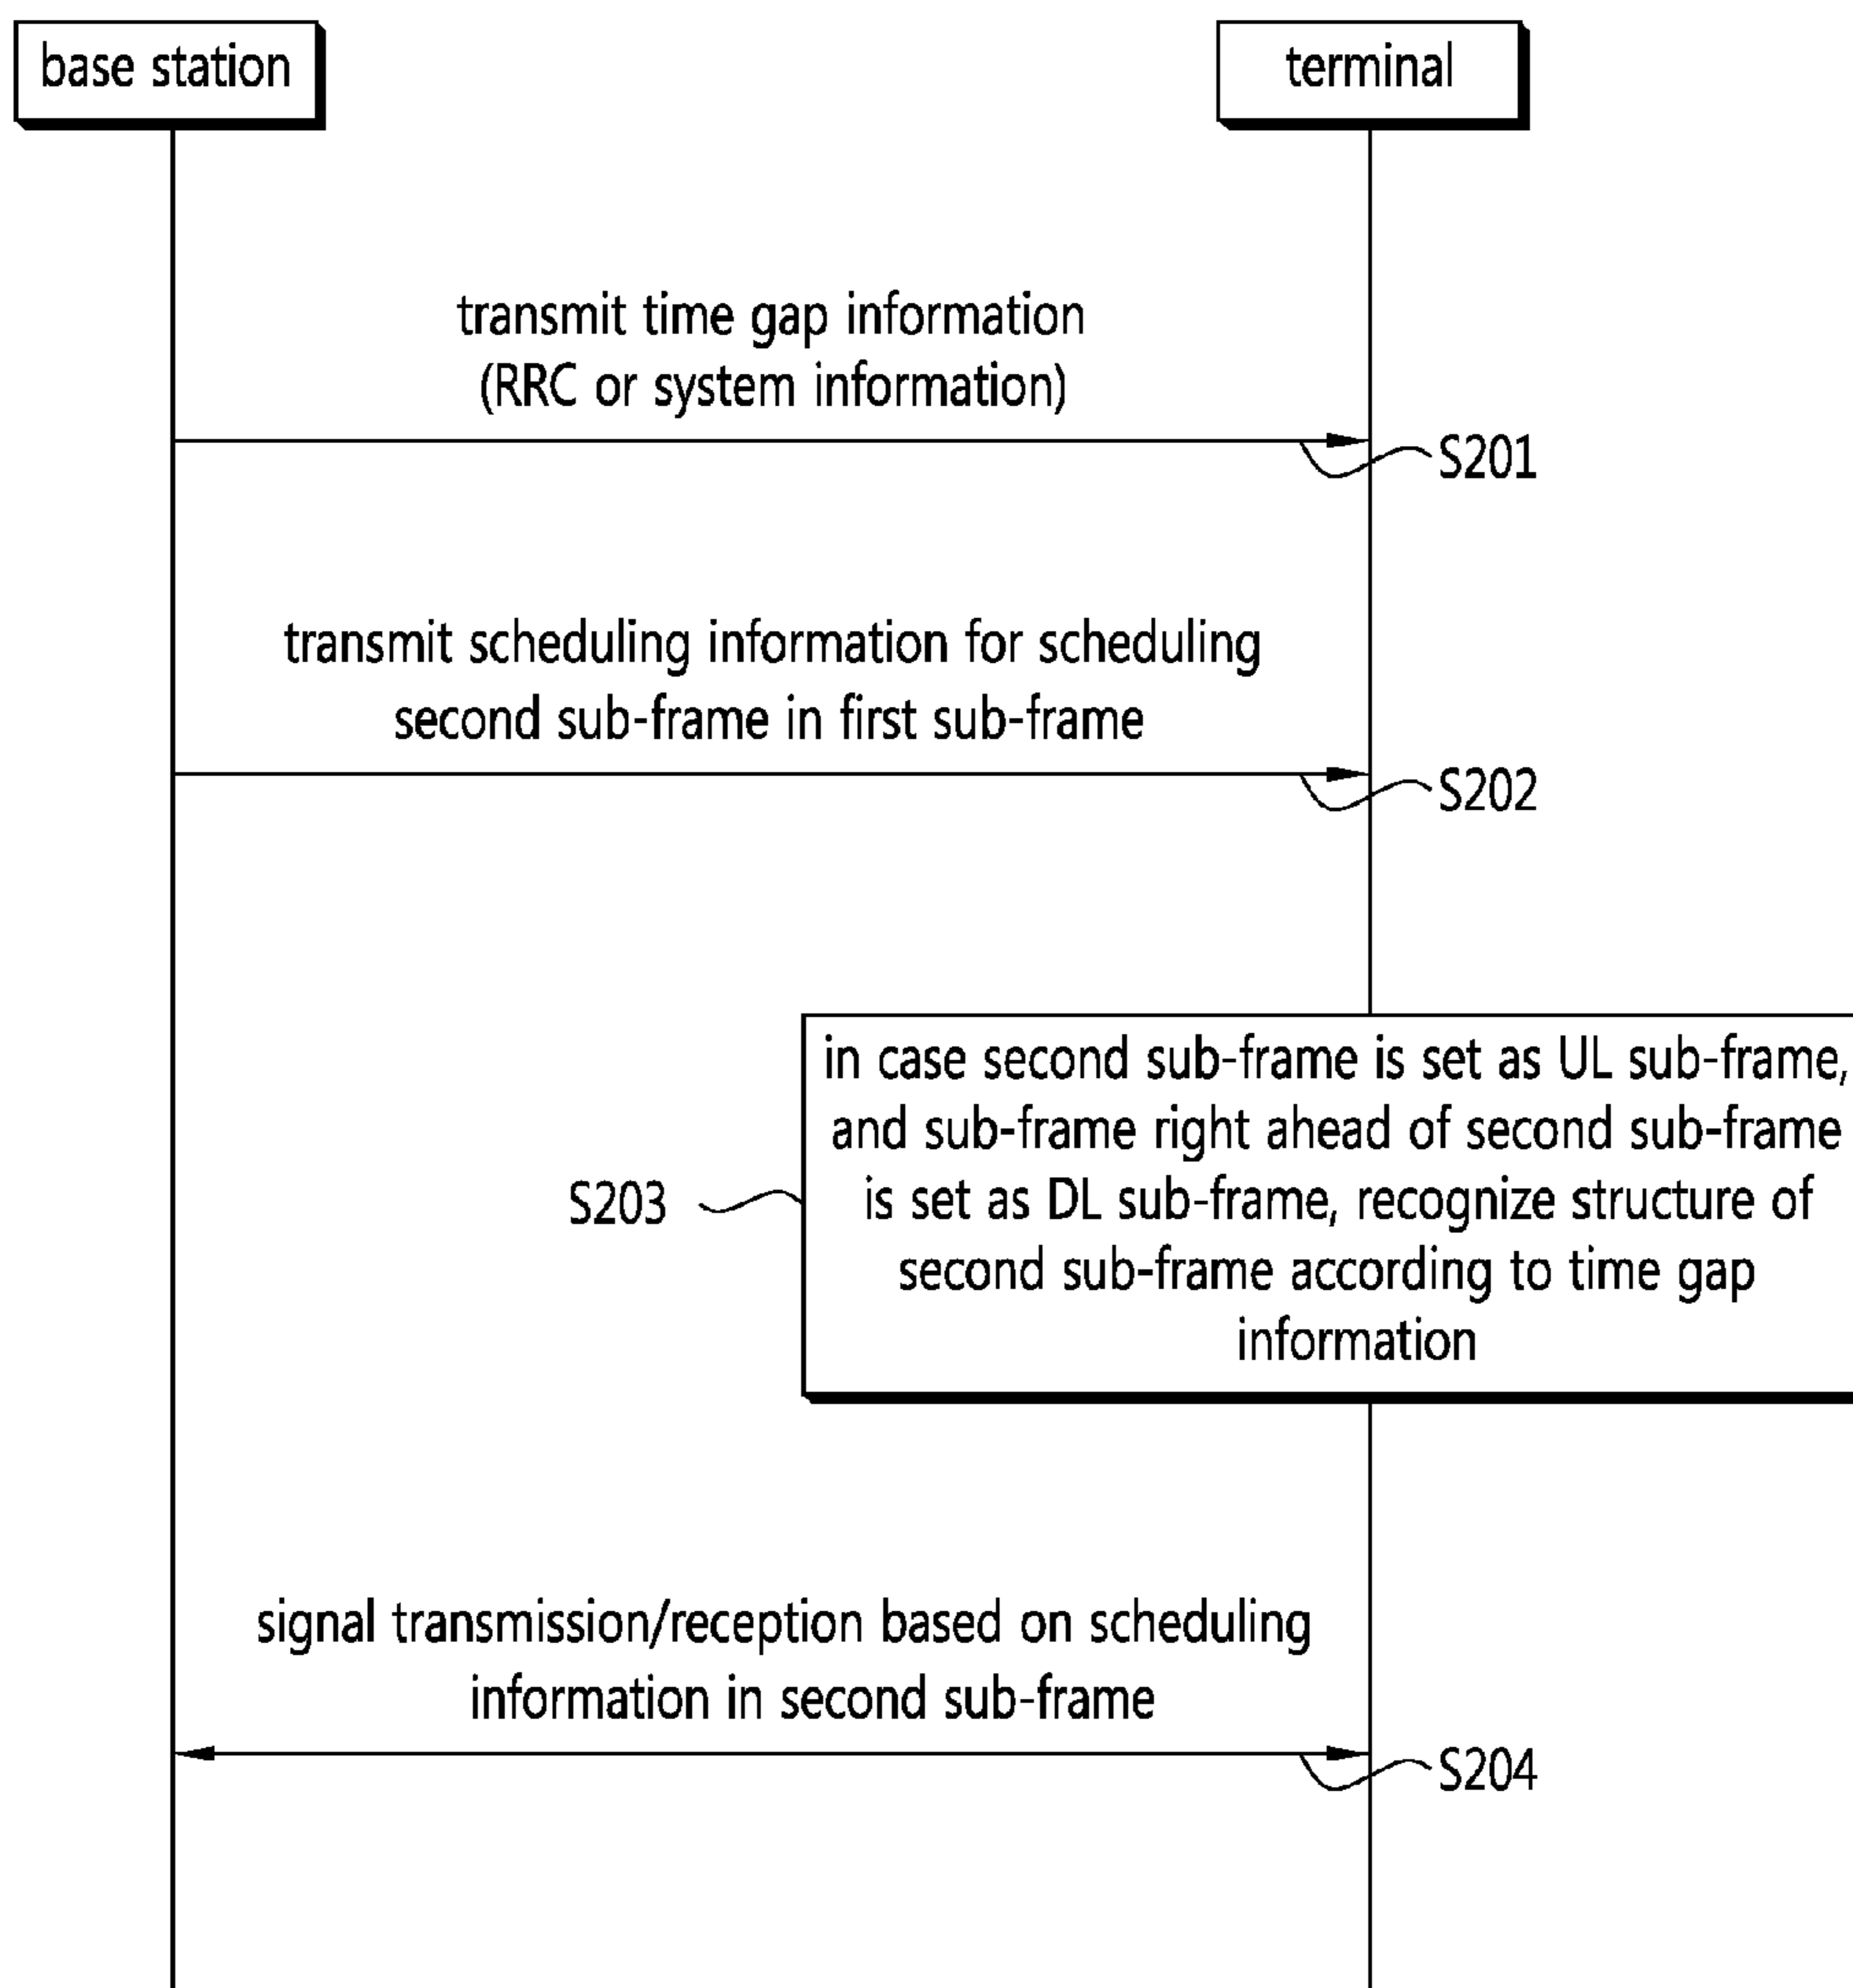 base station
terminal
transmit time gap information
(RRC or system information)
S201
transmit scheduling information for scheduling
second sub-frame in first sub-frame
S202
in case second sub-frame is set as UL sub-frame,
and sub-frame right ahead of second sub-frame
is set as DL sub-frame, recognize structure of
second sub-frame according to time gap
information
S203
signal transmission/reception based on scheduling
information in second sub-frame
S204